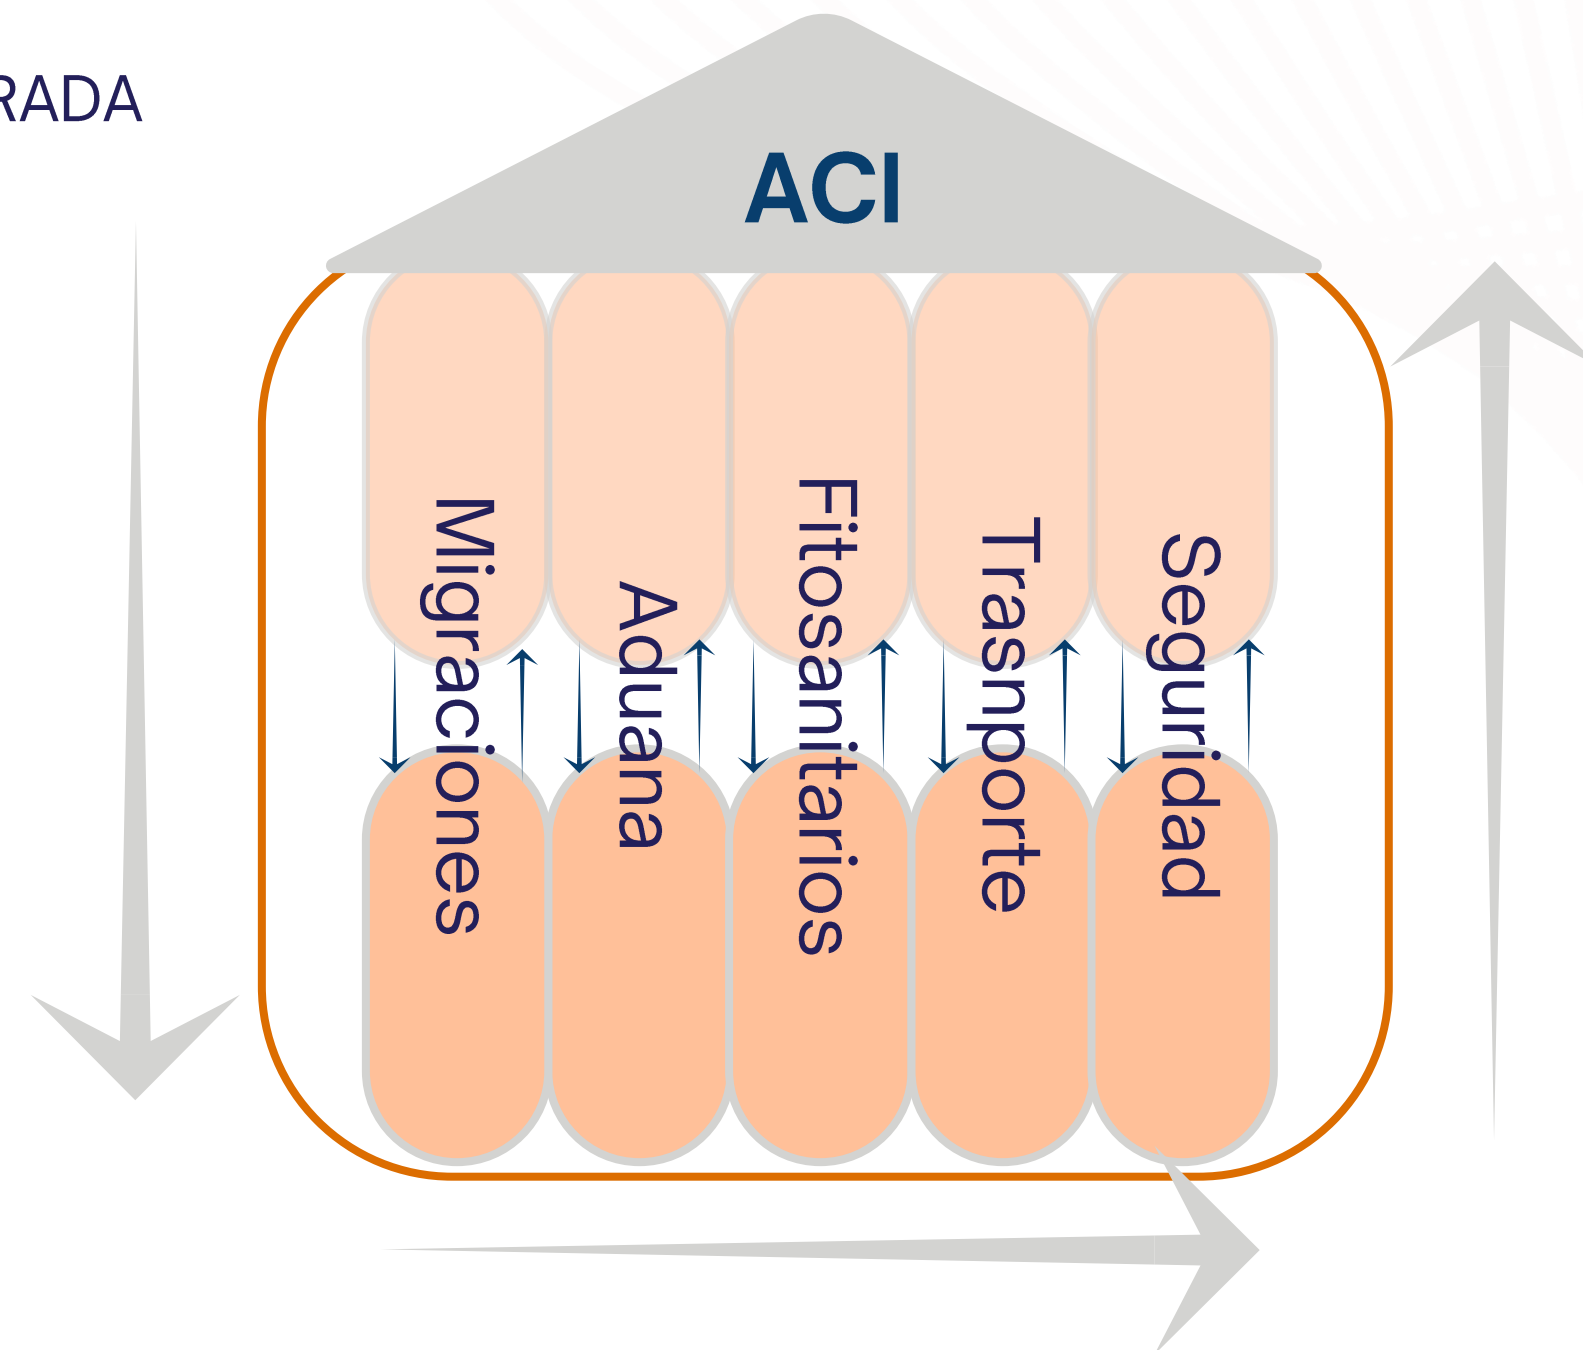 RADA
ACI
Migraciones
Aduana
Fitosanitarios
Trasnporte
Seguridad